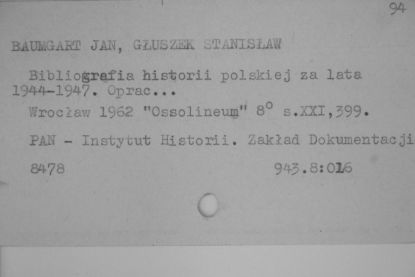 94
BAUMGART JAN, GŁUSZEK STANISŁAW
Bibliografia historii polskiej za lata
1944-1947. Oprac...
Wrocław 1962 "Ossolineum" 8° s.XXI,399.
PAN - Instytut Historii. Zakład Dokumentacji
8478 943.8:016